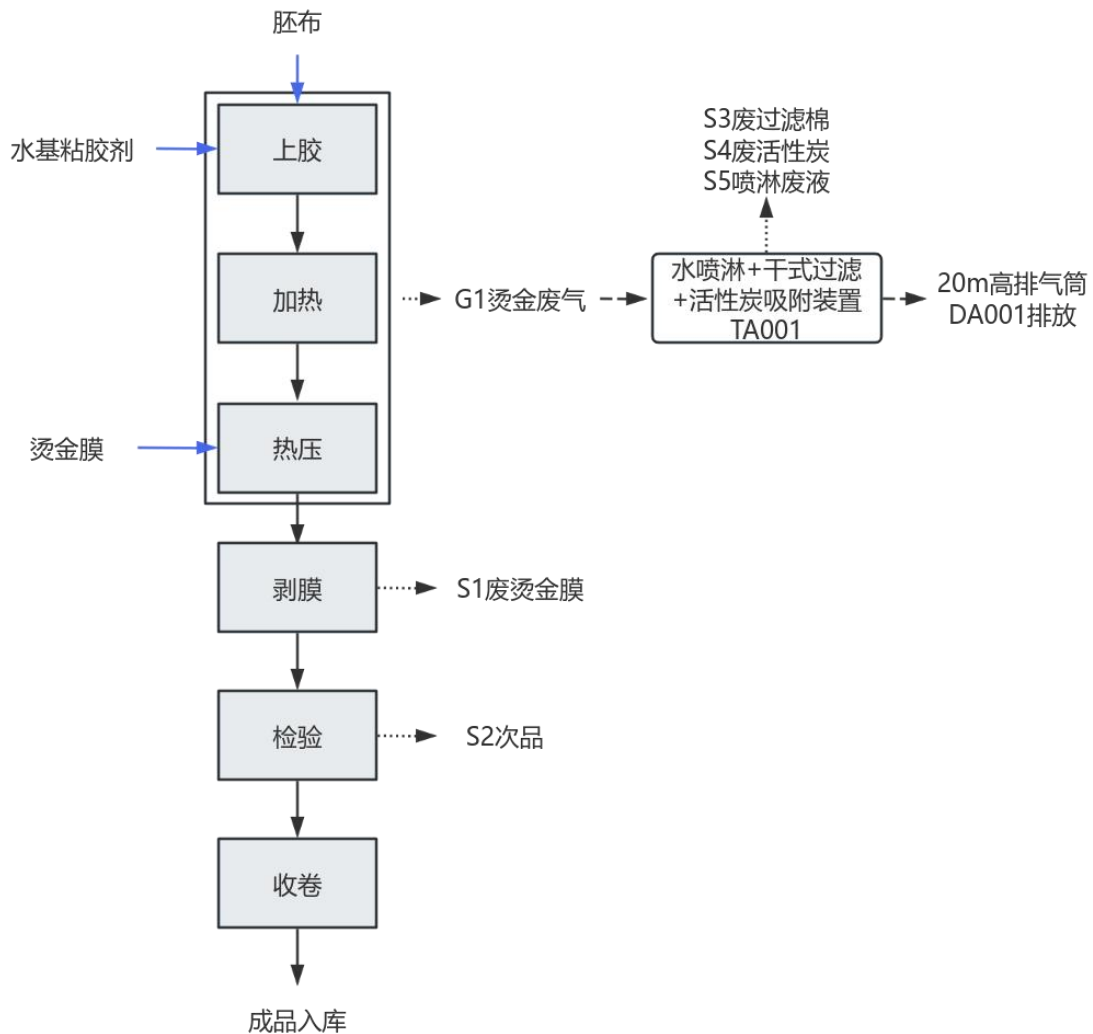 胚布
水基粘胶剂
上胶
S3废过滤棉
S4废活性炭
S5喷淋废液
加热
G1烫金废气
水喷淋+干式过滤
+活性炭吸附装置
TA001
20m高排气筒
DA001排放
烫金膜
热压
剥膜
S1废烫金膜
检验
S2次品
收卷
成品入库